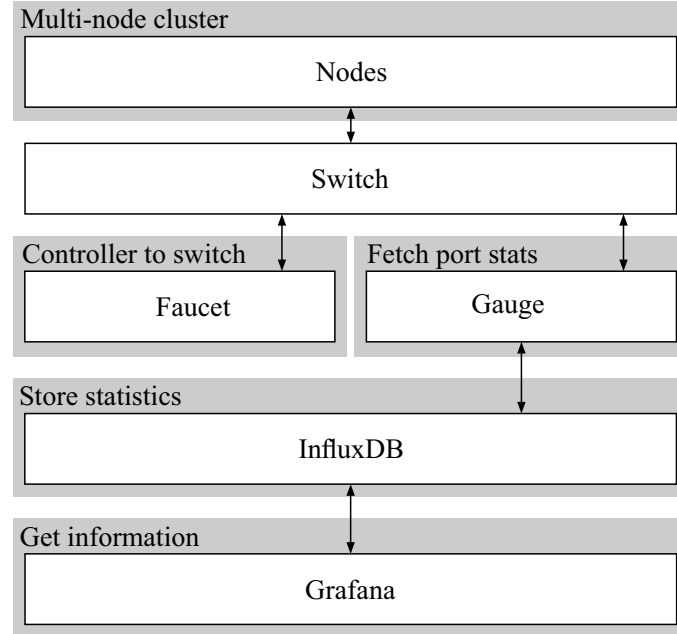 Multi-node cluster
Nodes
Switch
Controller to switch
Faucet
Fetch port stats
Gauge
Store statistics
InfluxDB
Get information
Grafana